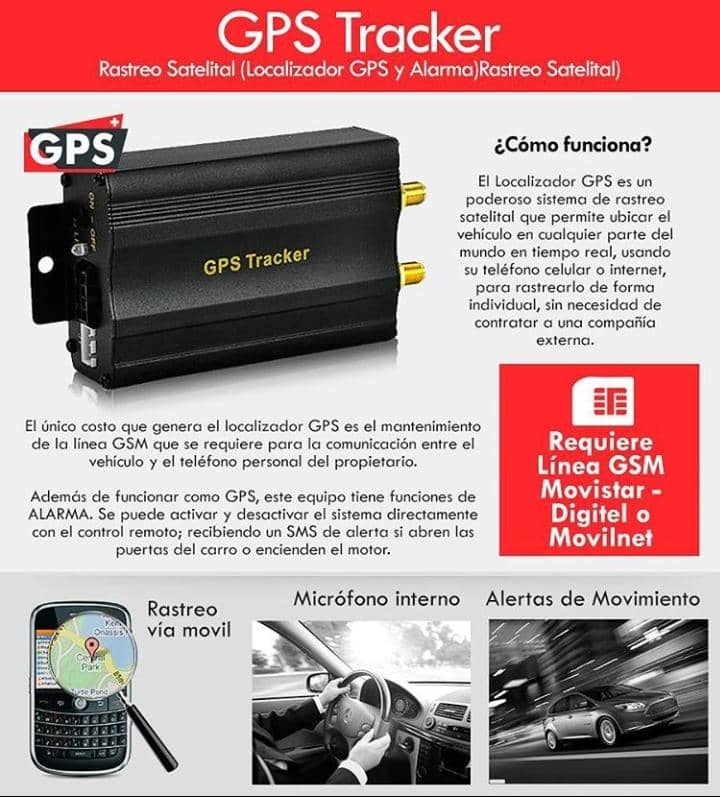 GPS Tracker
Rastreo Satelital (Localizador GPS y Alarma)Rastreo Satelital)
GPS
ON - OFF
GPS Tracker
¿Cómo funciona?
El Localizador GPS es un
poderoso sistema de rastreo
satelital que permite ubicar el
vehículo en cualquier parte del
mundo en tiempo real, usando
su teléfono celular o internet,
para rastrearlo de forma
individual, sin necesidad de
contratar a una compañía
externa.
El único costo que genera el localizador GPS es el mantenimiento
de la línea GSM que se requiere para la comunicación entre el
vehículo y el teléfono personal del propietario.
Además de funcionar como GPS, este equipo tiene funciones de
ALARMA. Se puede activar y desactivar el sistema directamente
con el control remoto; recibiendo un SMS de alerta si abren las
puertas del carro o encienden el motor.
Requiere
Línea GSM
Movistar -
Digitel o
Movilnet
Rastreo
vía movil
Onassis
Central
Park
Turtle Pond
Micrófono interno
Alertas de Movimiento